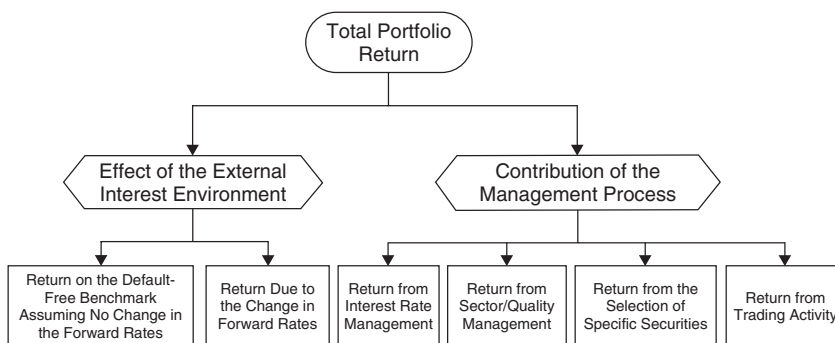 Total Portfolio
Return
Effect of the External
Interest Environment
Contribution of the
Management Process
Return on the Default-
Free Benchmark
Assuming No Change in
the Forward Rates
Return Due to
the Change in
Forward Rates
Return from
Interest Rate
Management
Return from
Sector/Quality
Management
Return from the
Selection of
Specific Securities
Return from
Trading Activity